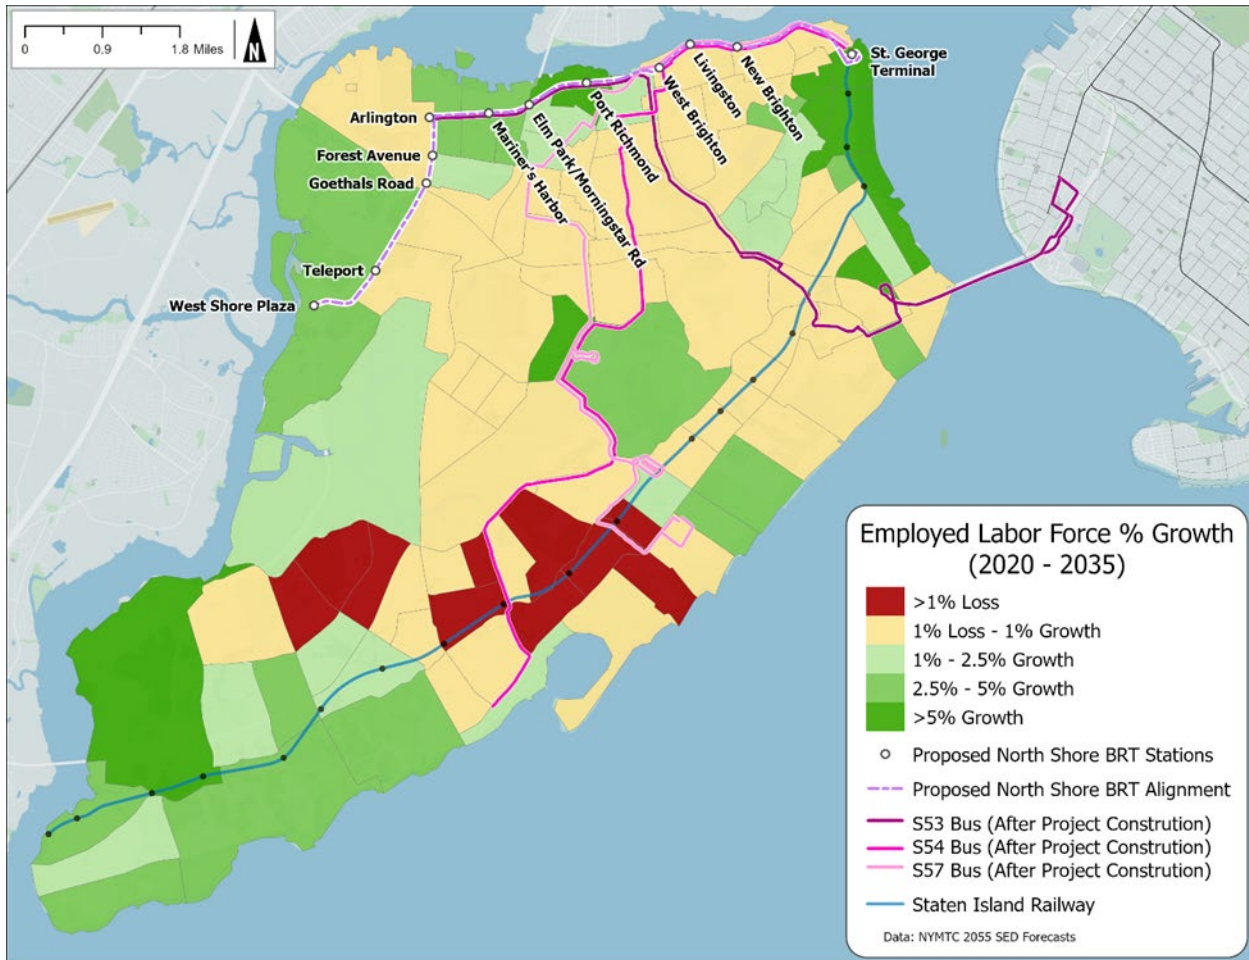 0 0.9 1.8 Miles
N
St. George
Terminal
New Brighton
Livingston
West Brighton
Port Richmond
Elm Park/Morningstar Rd
Mariner's Harbor
Arlington
Forest Avenue
Goethals Road
Teleport
West Shore Plaza
Employed Labor Force % Growth
(2020 - 2035)
>1% Loss
1% Loss - 1% Growth
1% - 2.5% Growth
2.5% - 5% Growth
>5% Growth
Proposed North Shore BRT Stations
Proposed North Shore BRT Alignment
S53 Bus (After Project Constrution)
S54 Bus (After Project Constrution)
S57 Bus (After Project Constrution)
Staten Island Railway
Data: NYMTC 2055 SED Forecasts